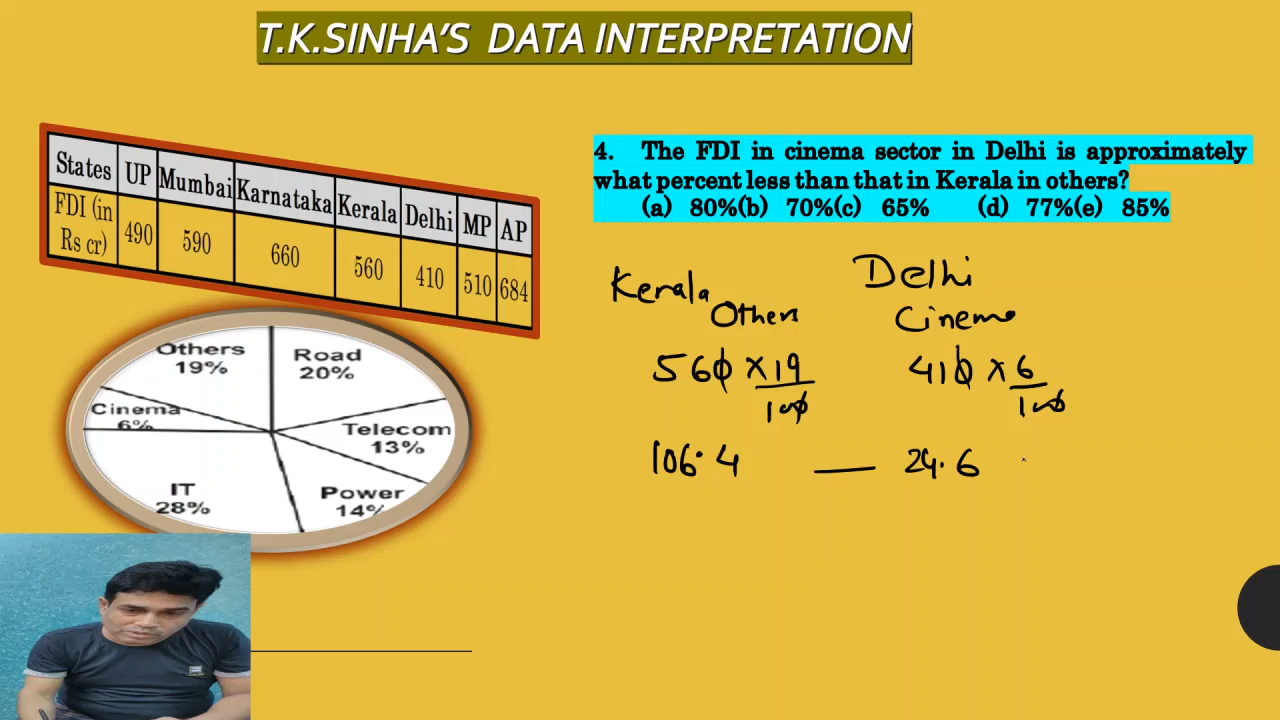 T.K.SINHA'S DATA INTERPRETATION
States UP Mumbai Karnataka Kerala Delhi MP AP
FDI (in Rs cr) 490 590 660 560 410 510 684
Others 19%
Road 20%
Cinema 6%
Telecom 13%
IT 28%
Power 14%
4. The FDI in cinema sector in Delhi is approximately
what percent less than that in Kerala in others?
(a) 80%(b) 70%(c) 65% (d) 77%(e) 85%
Kerala Delhi
Others Cinema
560 × 19/100 410 × 6/100
106.4 — 24.6